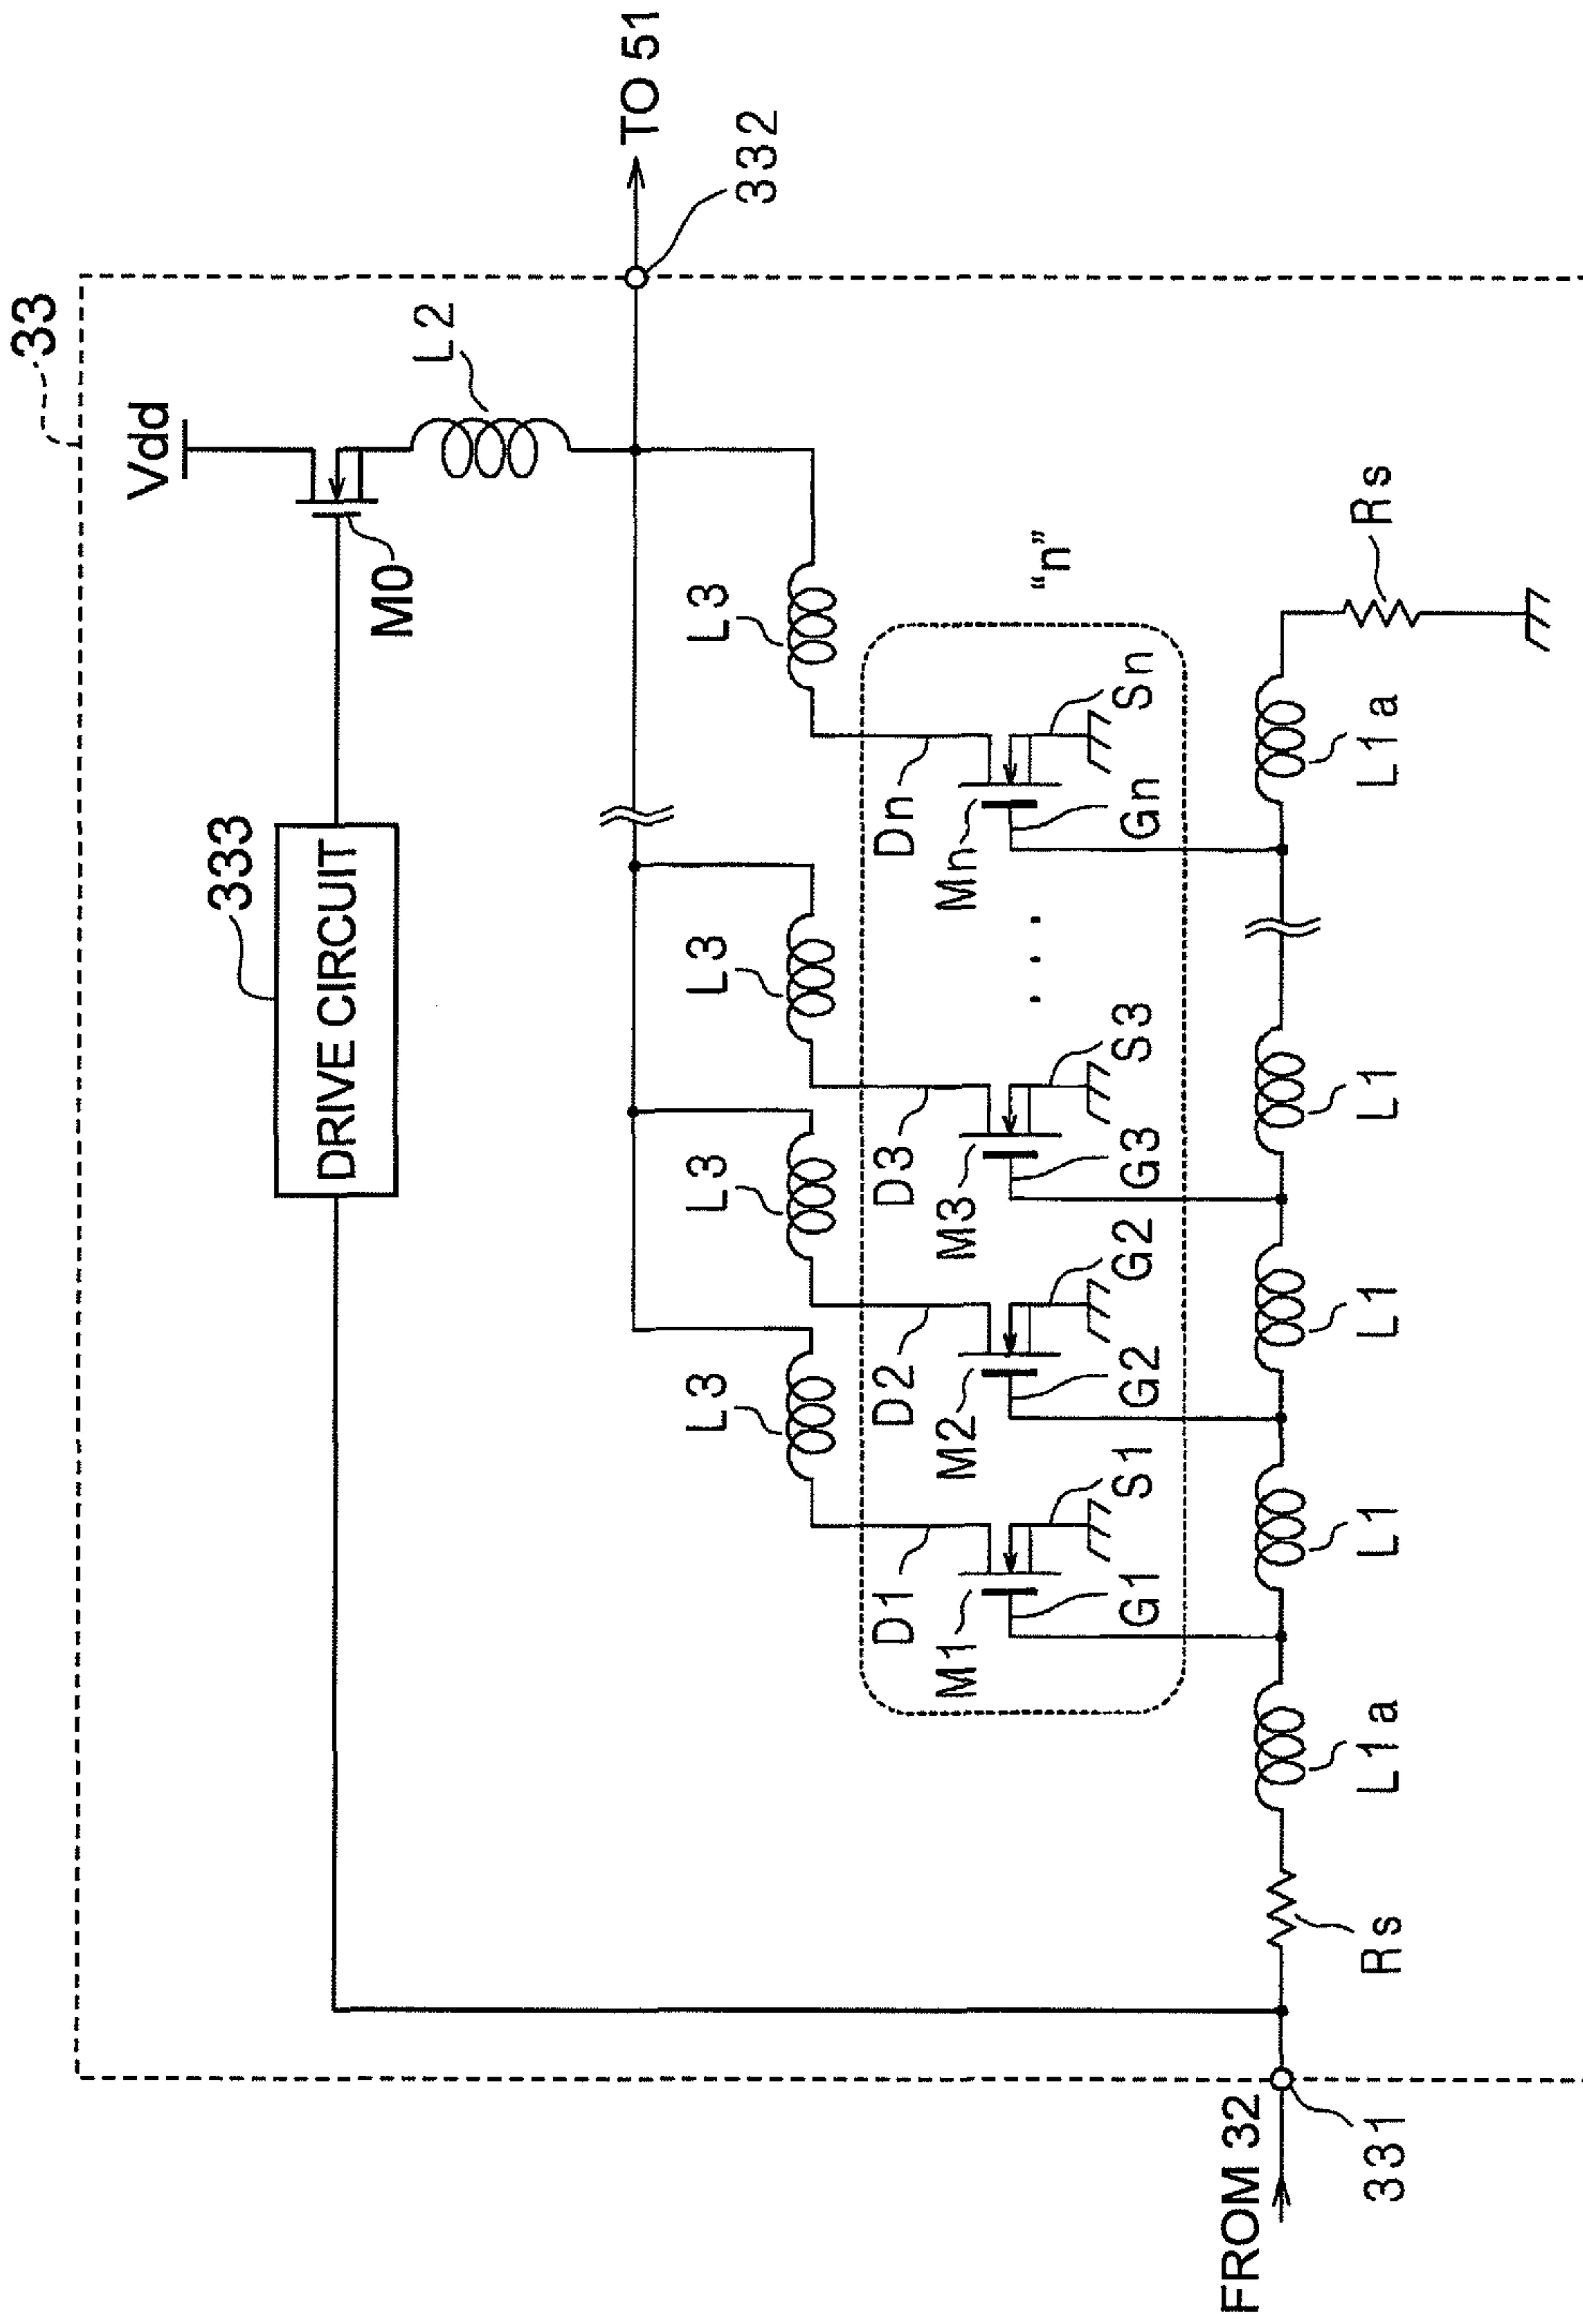 33
Vdd
L2
M0
333
DRIVE CIRCUIT
TO 51
332
L3
L3
L3
L3
"n"
D1
D2
D3
Dn
M1
M2
M3
Mn
. . .
G1
S1
G2
G2
G3
S3
Gn
Sn
FROM 32
331
Rs
L1a
L1
L1
L1
L1a
Rs